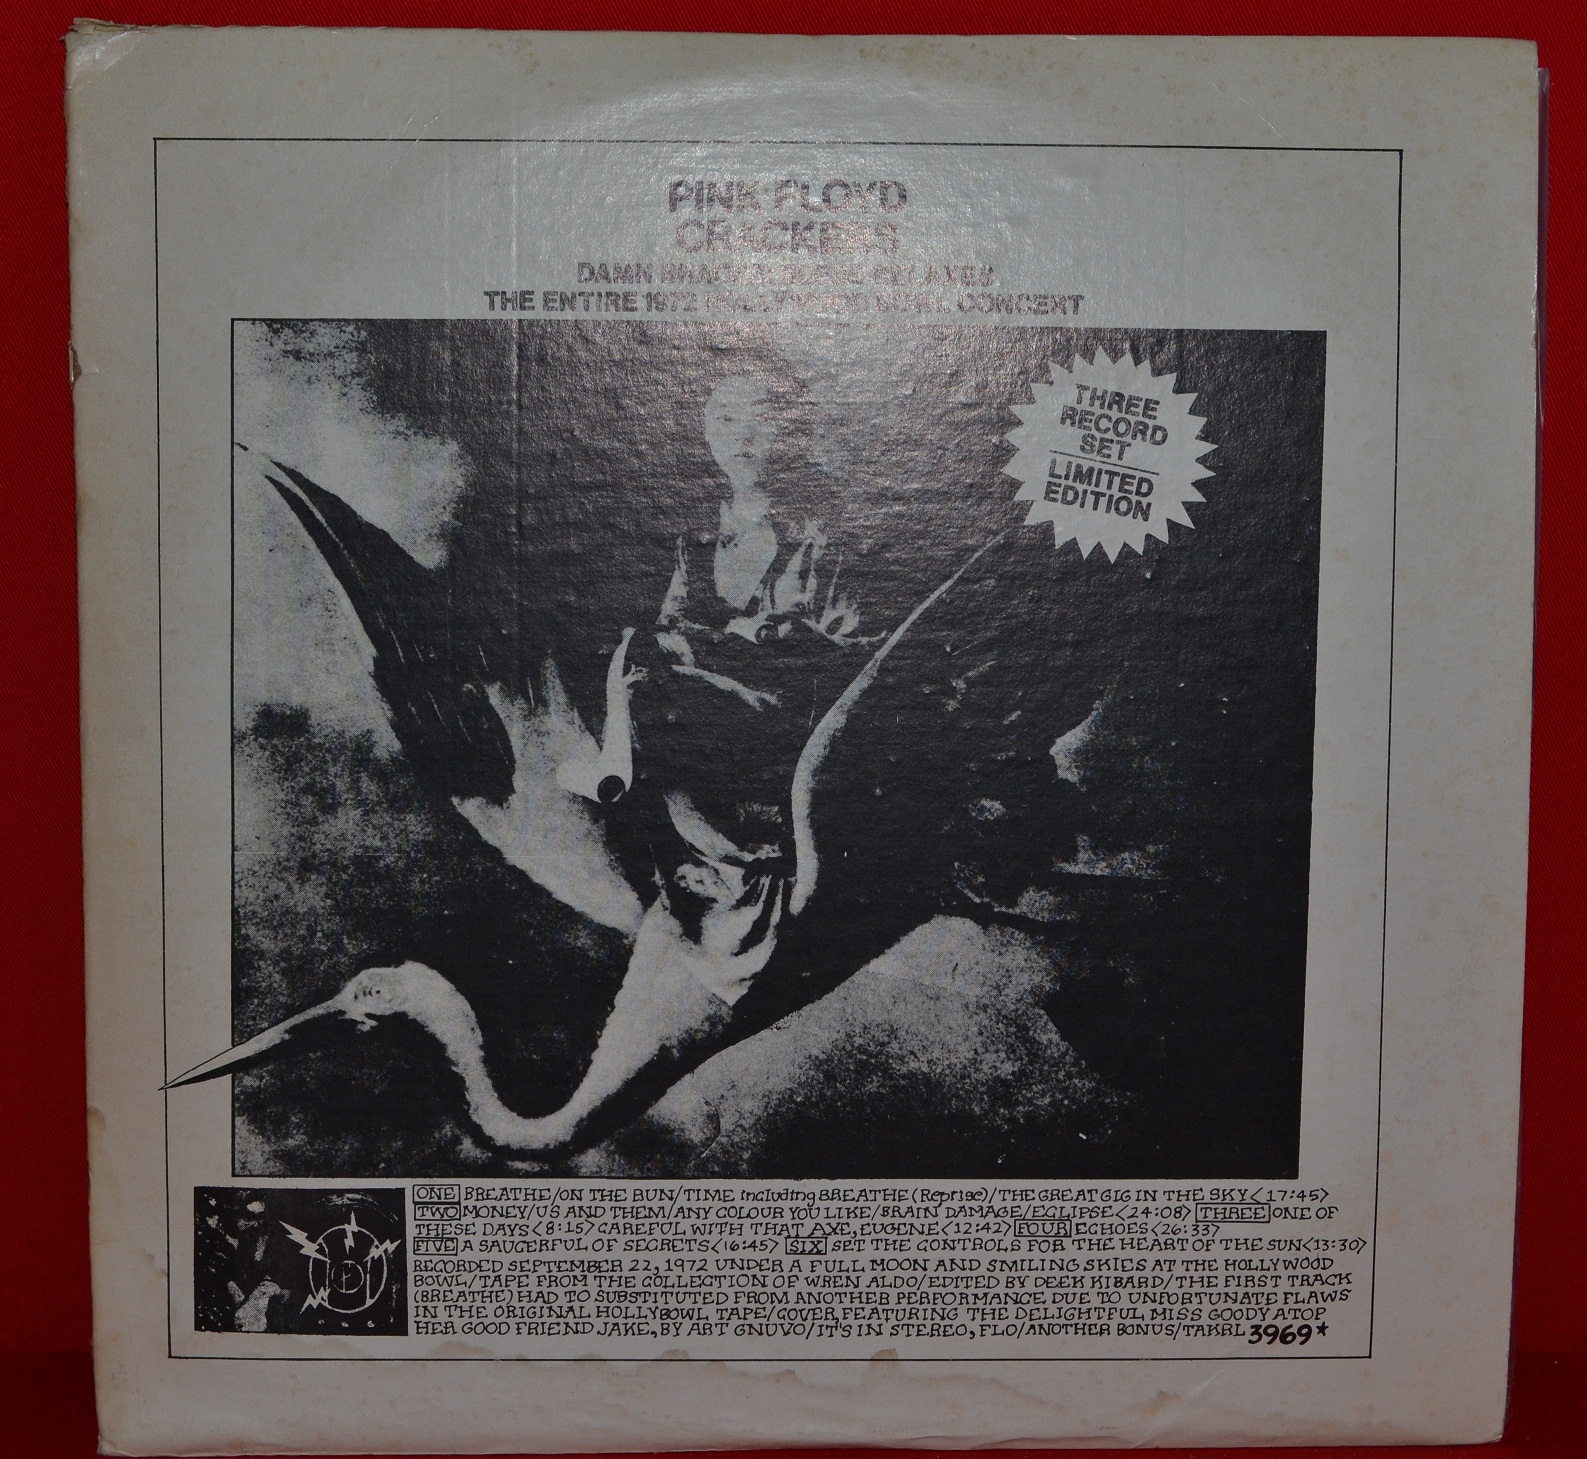 PINK FLOYD
CRACKERS
DAMN BRACES: BLESS RELAXES
THE ENTIRE 1972 HOLLYWOOD BOWL CONCERT
THREE
RECORD
SET
LIMITED
EDITION
ONE BREATHE/ON THE RUN/TIME including BREATHE (Reprise)/THE GREAT GIG IN THE SKY<17:45>
TWO MONEY/US AND THEM/ANY COLOUR YOU LIKE/BRAIN DAMAGE/ECLIPSE<24:08> THREE ONE OF
THESE DAYS<8:15> CAREFUL WITH THAT AXE, EUGENE<12:42> FOUR ECHOES<26:33>
FIVE A SAUCERFUL OF SECRETS<16:45> SIX SET THE CONTROLS FOR THE HEART OF THE SUN<13:30>
RECORDED SEPTEMBER 22, 1972 UNDER A FULL MOON AND SMILING SKIES AT THE HOLLYWOOD
BOWL/TAPE FROM THE COLLECTION OF WREN ALDO/EDITED BY DEEK KIBARD/THE FIRST TRACK
(BREATHE) HAD TO SUBSTITUTED FROM ANOTHER PERFORMANCE DUE TO UNFORTUNATE FLAWS
IN THE ORIGINAL HOLLYBOWL TAPE/COVER, FEATURING THE DELIGHTFUL MISS GOODY ATOP
HER GOOD FRIEND JAKE, BY ART GNUVO/IT'S IN STEREO, FLO/ANOTHER BONUS/TAKRL 3969*